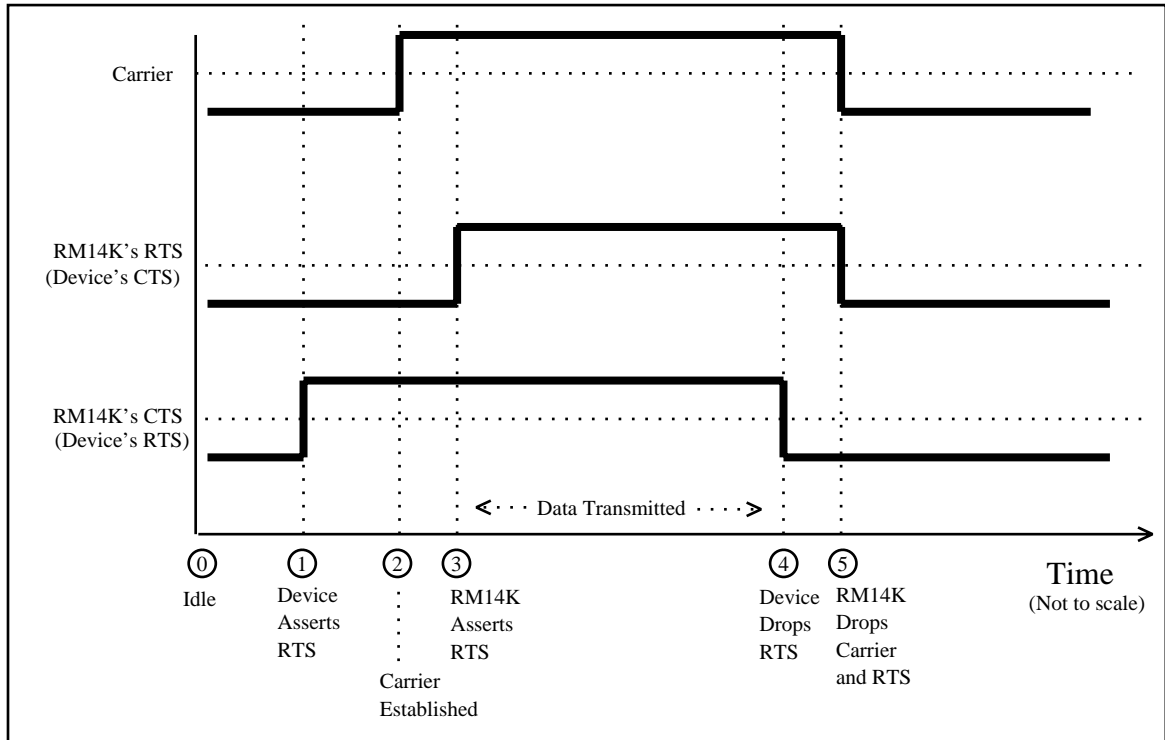 Carrier
RM14K's RTS
(Device's CTS)
RM14K's CTS
(Device's RTS)
Data Transmitted
0
1
2
3
4
5
Idle
Device
Asserts
RTS
Carrier
Established
RM14K
Asserts
RTS
Device
Drops
RTS
RM14K
Drops
Carrier
and RTS
Time
(Not to scale)